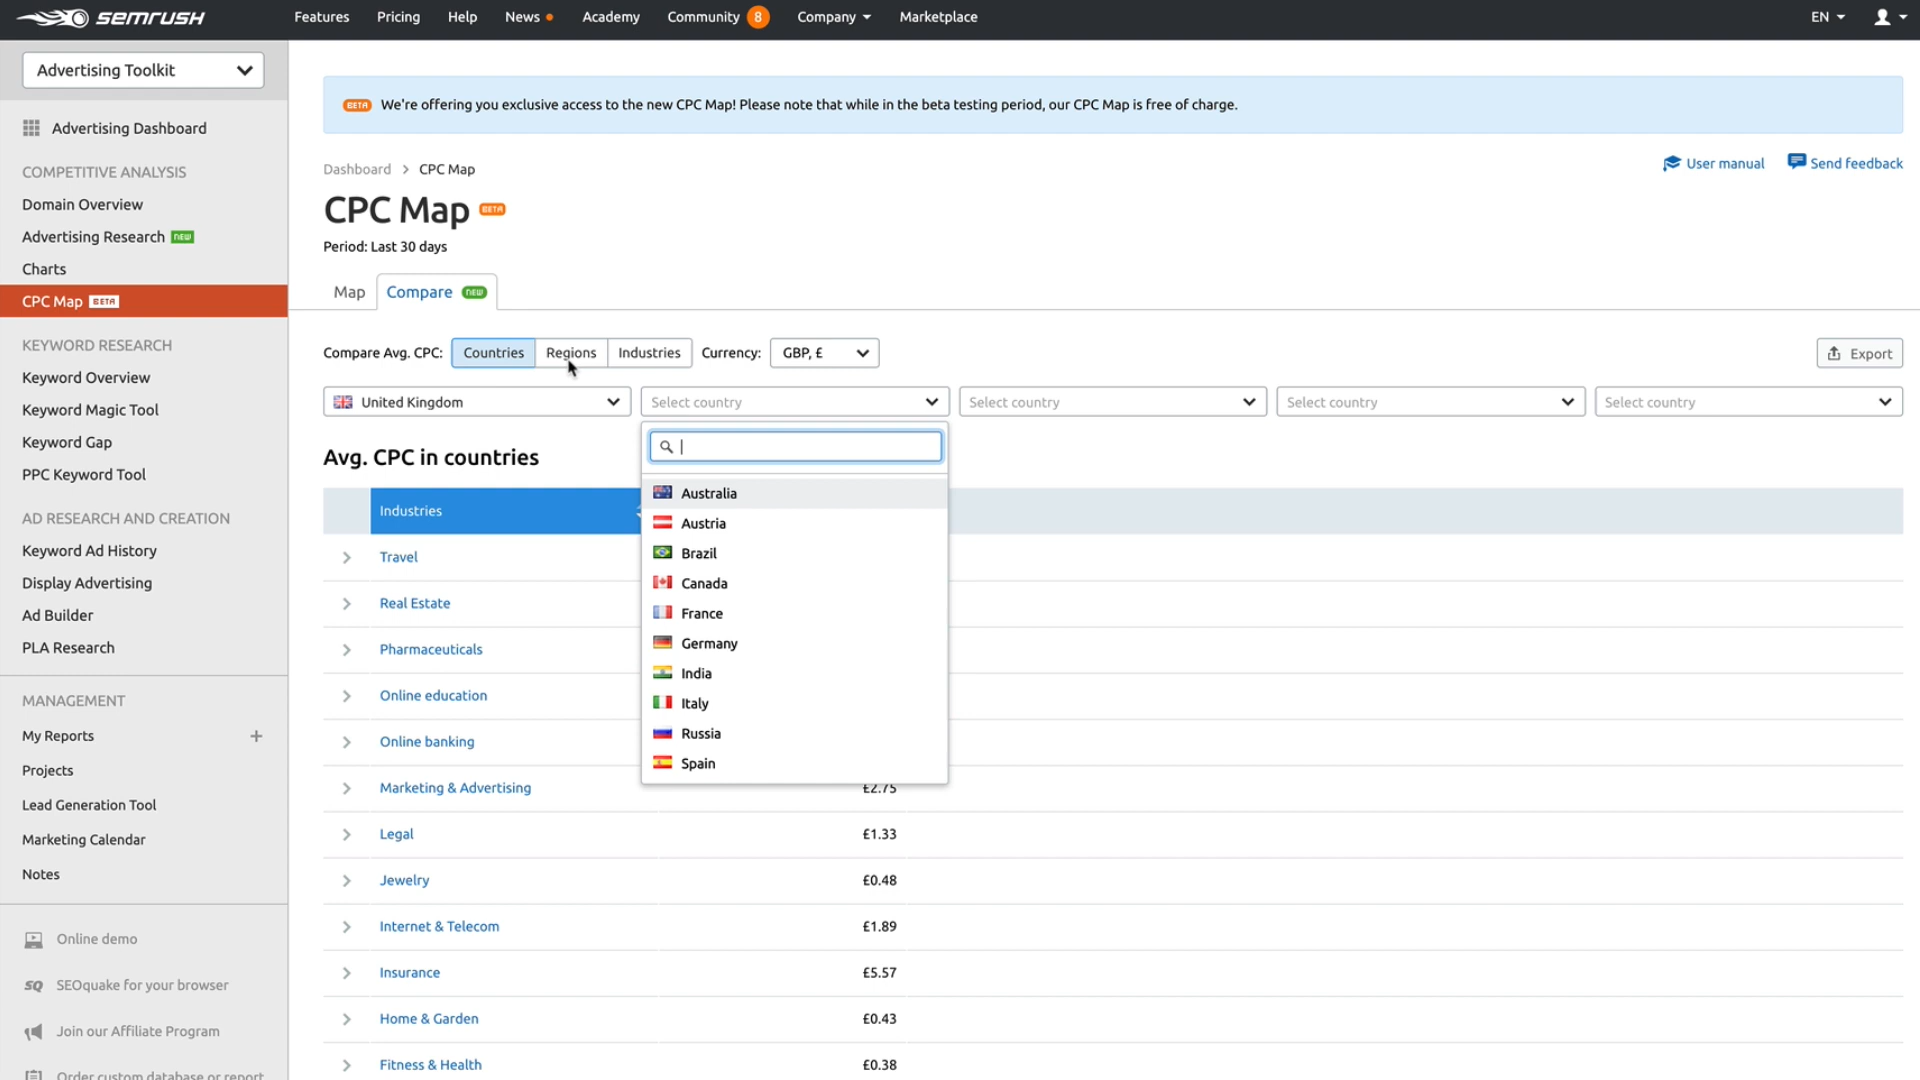 semrush
Features
Pricing
Help
News
Academy
Community 8
Company
Marketplace
EN
Advertising Toolkit
Advertising Dashboard
COMPETITIVE ANALYSIS
Domain Overview
Advertising Research NEW
Charts
CPC Map BETA
KEYWORD RESEARCH
Keyword Overview
Keyword Magic Tool
Keyword Gap
PPC Keyword Tool
AD RESEARCH AND CREATION
Keyword Ad History
Display Advertising
Ad Builder
PLA Research
MANAGEMENT
My Reports +
Projects
Lead Generation Tool
Marketing Calendar
Notes
Online demo
SQ SEOquake for your browser
Join our Affiliate Program
Order custom database or report
BETA We're offering you exclusive access to the new CPC Map! Please note that while in the beta testing period, our CPC Map is free of charge.
Dashboard > CPC Map
User manual
Send feedback
CPC Map BETA
Period: Last 30 days
Map
Compare NEW
Compare Avg. CPC: Countries Regions Industries Currency: GBP, £
Export
United Kingdom
Select country
Select country
Select country
Select country
Avg. CPC in countries
Australia
Austria
Brazil
Canada
France
Germany
India
Italy
Russia
Spain
Industries
Travel
Real Estate
Pharmaceuticals
Online education
Online banking
Marketing & Advertising £2.75
Legal £1.33
Jewelry £0.48
Internet & Telecom £1.89
Insurance £5.57
Home & Garden £0.43
Fitness & Health £0.38